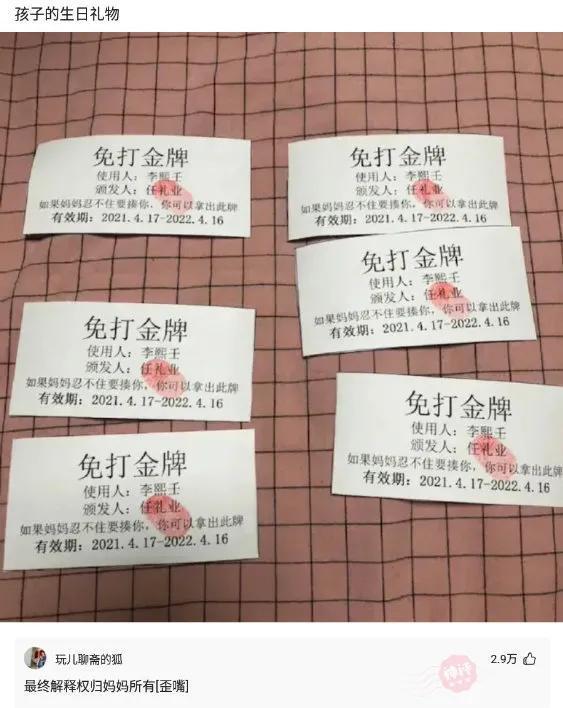 孩子的生日礼物
免打金牌
使用人：李熙壬
颁发人：任礼业
如果妈妈忍不住要揍你，你可以拿出此牌
有效期：2021.4.17-2022.4.16
免打金牌
使用人：李熙壬
颁发人：任礼业
如果妈妈忍不住要揍你，你可以拿出此牌
有效期：2021.4.17-2022.4.16
免打金牌
使用人：李熙壬
颁发人：任礼业
如果妈妈忍不住要揍你，你可以拿出此牌
有效期：2021.4.17-2022.4.16
免打金牌
使用人：李熙壬
颁发人：任礼业
如果妈妈忍不住要揍你，你可以拿出此牌
有效期：2021.4.17-2022.4.16
免打金牌
使用人：李熙壬
颁发人：任礼业
如果妈妈忍不住要揍你，你可以拿出此牌
有效期：2021.4.17-2022.4.16
免打金牌
使用人：李熙壬
颁发人：任礼业
如果妈妈忍不住要揍你，你可以拿出此牌
有效期：2021.4.17-2022.4.16
玩儿聊斋的狐
2.9万
最终解释权归妈妈所有[歪嘴]
神评